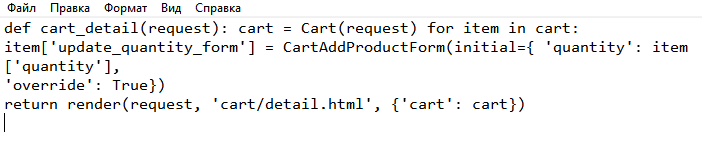 Файл Правка Формат Вид Справка
def cart_detail(request): cart = Cart(request) for item in cart:
item['update_quantity_form'] = CartAddProductForm(initial={ 'quantity': item
['quantity'],
'override': True})
return render(request, 'cart/detail.html', {'cart': cart})